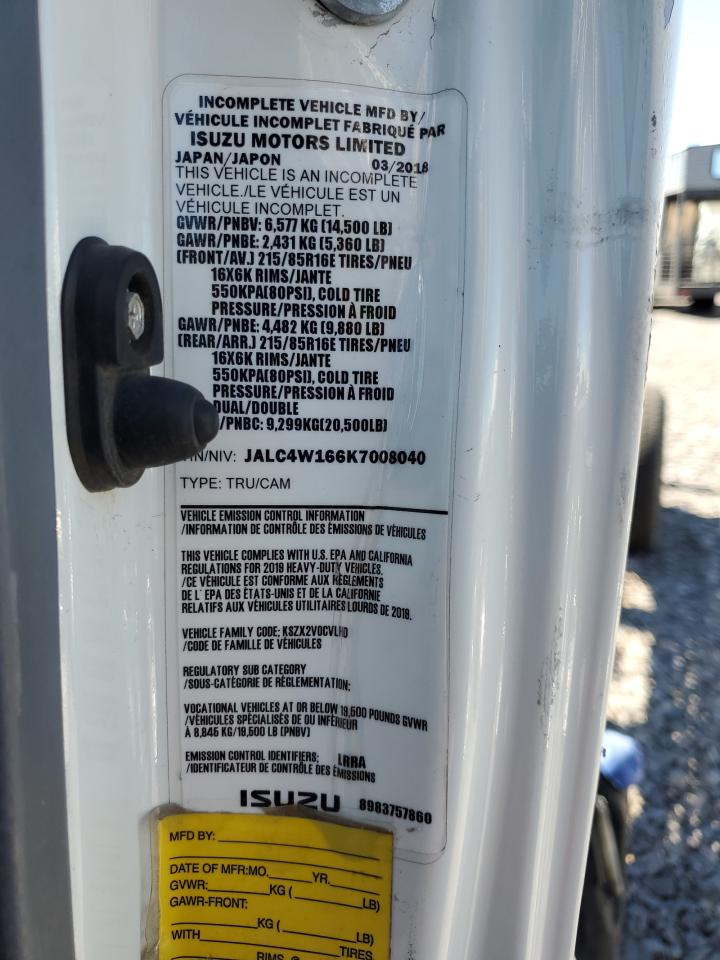 INCOMPLETE VEHICLE MFD BY/
VÉHICULE INCOMPLET FABRIQUÉ PAR
ISUZU MOTORS LIMITED
JAPAN/JAPON 03/2018
THIS VEHICLE IS AN INCOMPLETE
VEHICLE./LE VÉHICULE EST UN
VÉHICULE INCOMPLET.
GVWR/PNBV: 6,577 KG (14,500 LB)
GAWR/PNBE: 2,431 KG (5,360 LB)
(FRONT/AV.) 215/85R16E TIRES/PNEU
16X6K RIMS/JANTE
550KPA(80PSI), COLD TIRE
PRESSURE/PRESSION À FROID
GAWR/PNBE: 4,482 KG (9,880 LB)
(REAR/ARR.) 215/85R16E TIRES/PNEU
16X6K RIMS/JANTE
550KPA(80PSI), COLD TIRE
PRESSURE/PRESSION À FROID
DUAL/DOUBLE
/PNBC: 9,299KG(20,500LB)
VIN/NIV: JALC4W166K7008040
TYPE: TRU/CAM
VEHICLE EMISSION CONTROL INFORMATION
/INFORMATION DE CONTRÔLE DES ÉMISSIONS DE VÉHICULES
THIS VEHICLE COMPLIES WITH U.S. EPA AND CALIFORNIA
REGULATIONS FOR 2019 HEAVY-DUTY VEHICLES.
/CE VÉHICULE EST CONFORME AUX RÈGLEMENTS
DE L' EPA DES ÉTATS-UNIS ET DE LA CALIFORNIE
RELATIFS AUX VÉHICULES UTILITAIRES LOURDS DE 2019.
VEHICLE FAMILY CODE: KSZX2VOCVLHD
/CODE DE FAMILLE DE VÉHICULES
REGULATORY SUB CATEGORY
/SOUS-CATÉGORIE DE RÈGLEMENTATION:
VOCATIONAL VEHICLES AT OR BELOW 19,500 POUNDS GVWR
/VÉHICULES SPÉCIALISÉS DE OU INFÉRIEUR
À 8,845 KG/19,500 LB (PNBV)
EMISSION CONTROL IDENTIFIERS: LRRA
/IDENTIFICATEUR DE CONTRÔLE DES ÉMISSIONS
ISUZU 8983757860
MFD BY:
DATE OF MFR:MO. YR.
GVWR: KG ( LB)
GAWR-FRONT:
KG ( LB)
WITH TIRES
RIMS